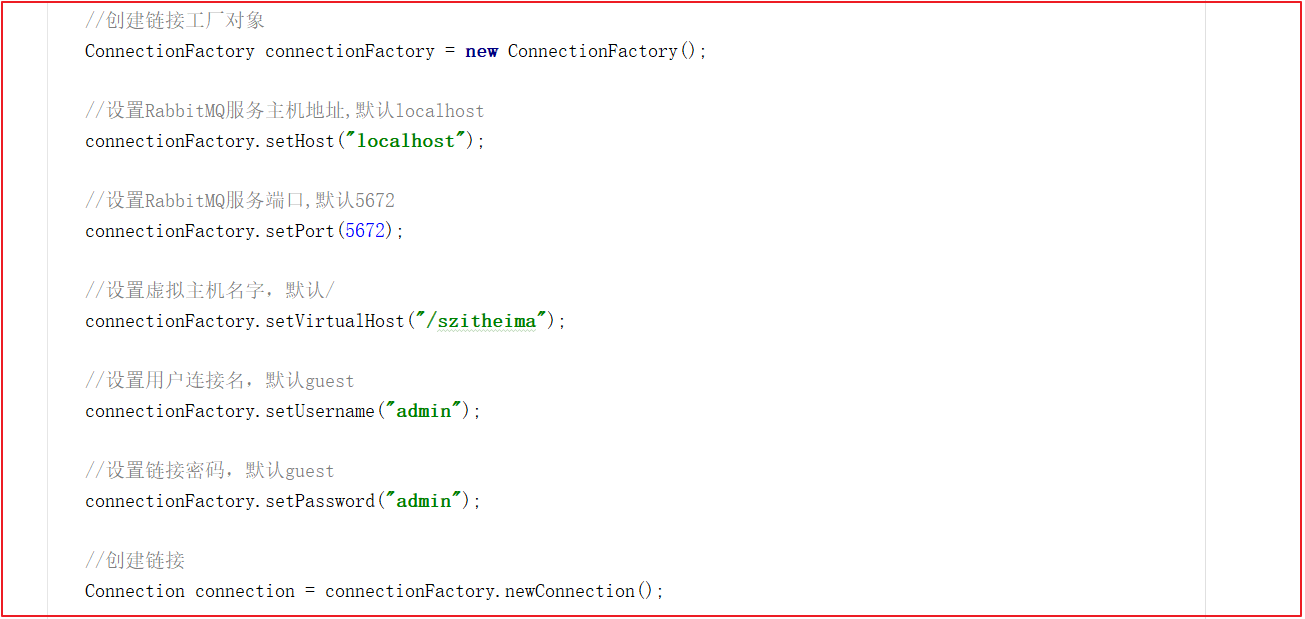 //创建链接工厂对象
ConnectionFactory connectionFactory = new ConnectionFactory();
//设置RabbitMQ服务主机地址,默认localhost
connectionFactory.setHost("localhost");
//设置RabbitMQ服务端口,默认5672
connectionFactory.setPort(5672);
//设置虚拟主机名字，默认/
connectionFactory.setVirtualHost("/szitheima");
//设置用户连接名，默认guest
connectionFactory.setUsername("admin");
//设置链接密码，默认guest
connectionFactory.setPassword("admin");
//创建链接
Connection connection = connectionFactory.newConnection();